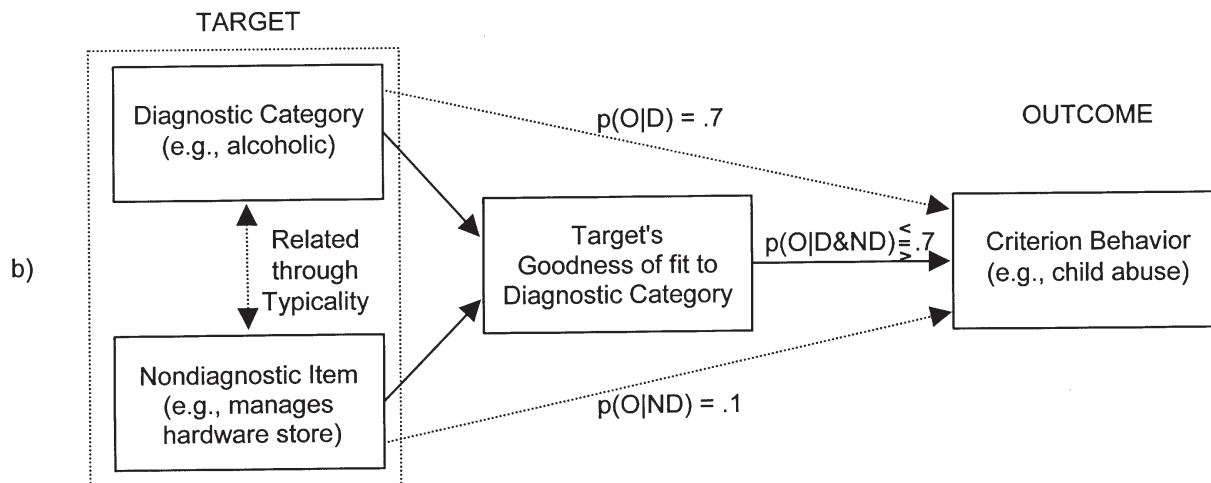 TARGET
Diagnostic Category
(e.g., alcoholic)
p(O|D) = .7
OUTCOME
b)
Related
through
Typicality
Target's
Goodness of fit to
Diagnostic Category
p(O|D&ND) <=> .7
Criterion Behavior
(e.g., child abuse)
Nondiagnostic Item
(e.g., manages
hardware store)
p(O|ND) = .1